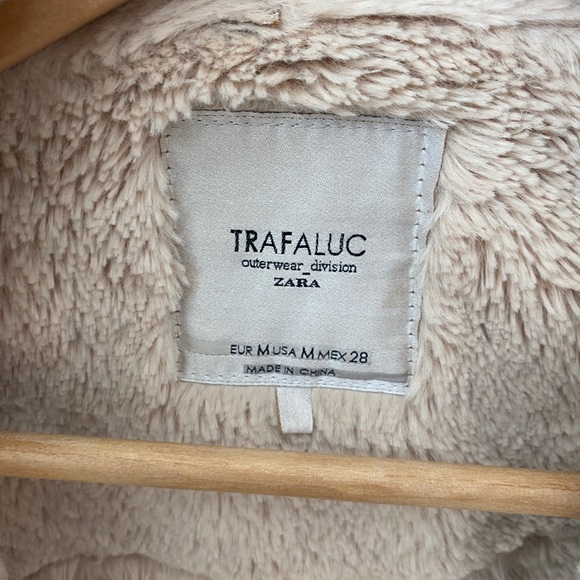 TRAFALUC
outerwear_division
ZARA
EUR M USA M MEX 28
MADE IN CHINA